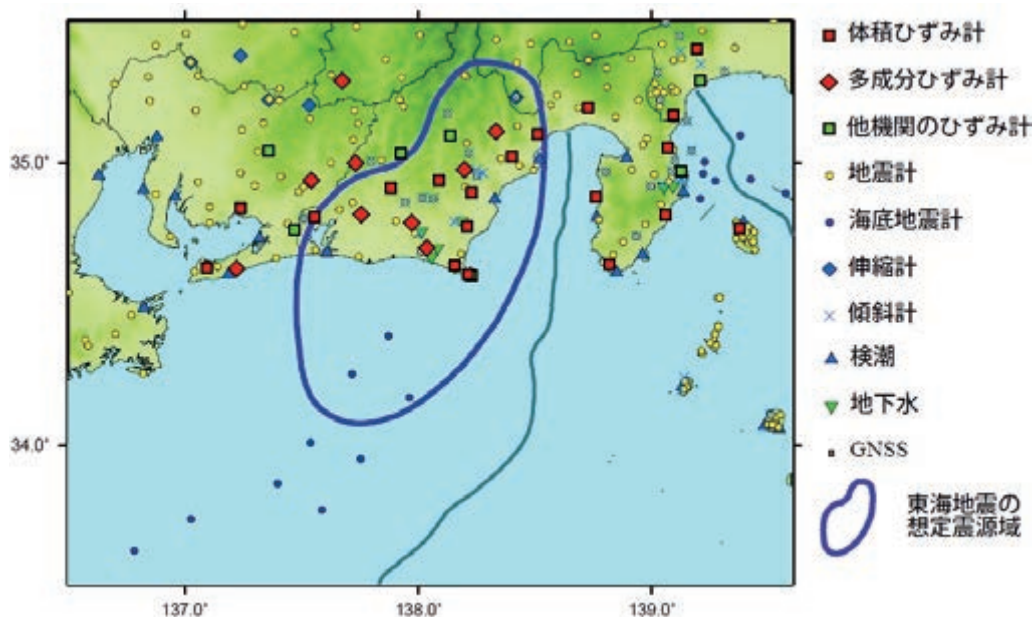 35.0°
34.0°
137.0°
138.0°
139.0°
体積ひずみ計
多成分ひずみ計
他機関のひずみ計
地震計
海底地震計
伸縮計
傾斜計
検潮
地下水
GNSS
東海地震の
想定震源域